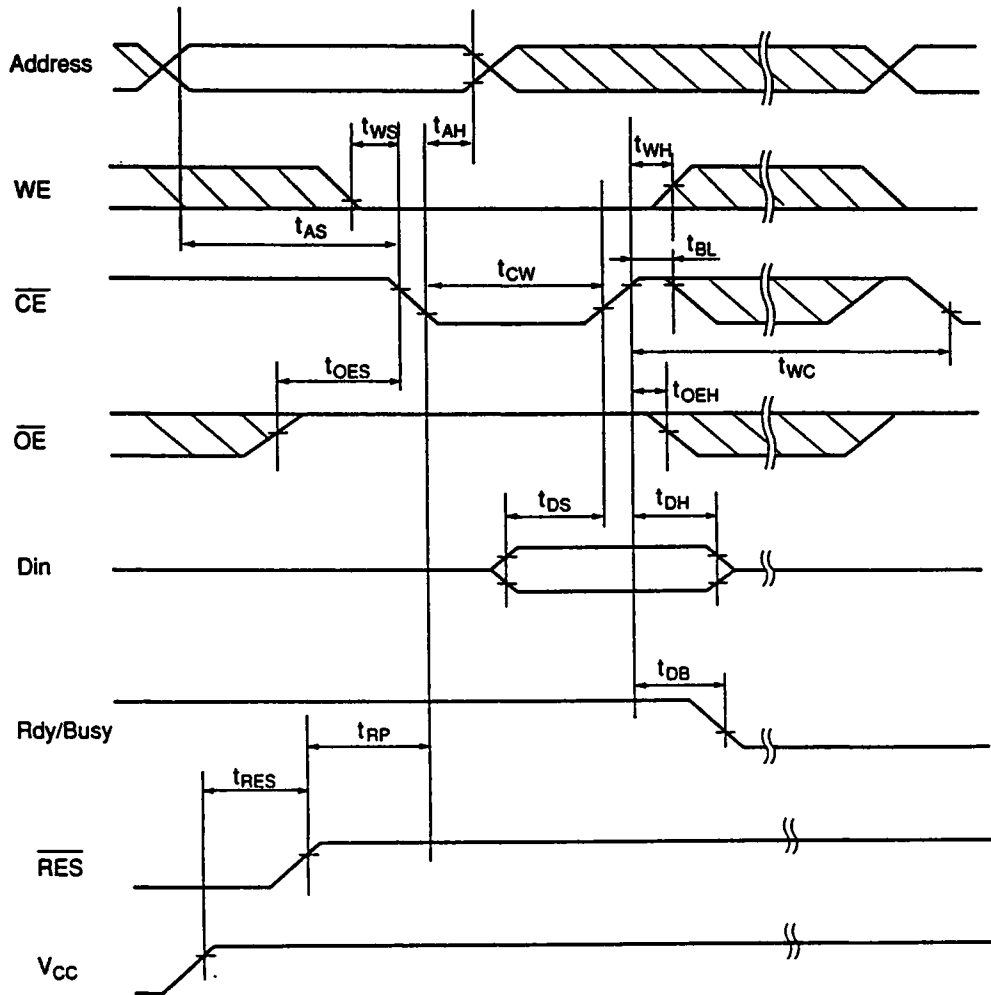 Address
tWS
tAH
tWH
WE
tAS
tBL
tCW
CE
tOES
tWC
tOEH
OE
tDS
tDH
Din
tDB
Rdy/Busy
tRP
tRES
RES
VCC